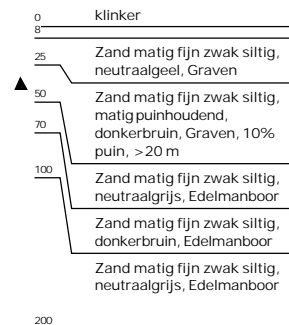 0
klinker
8
25
Zand matig fijn zwak siltig,
neutraalgeel, Graven
50
Zand matig fijn zwak siltig,
matig puinhoudend,
donkerbruin, Graven, 10%
puin, >20 m
70
Zand matig fijn zwak siltig,
neutraalgrijs, Edelmanboor
100
Zand matig fijn zwak siltig,
donkerbruin, Edelmanboor
Zand matig fijn zwak siltig,
neutraalgrijs, Edelmanboor
200